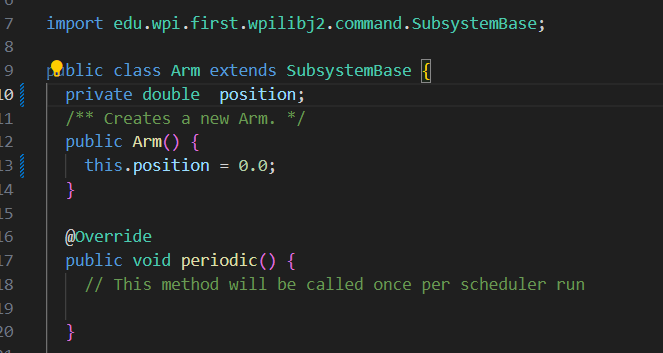 7 import edu.wpi.first.wpilibj2.command.SubsystemBase;
8
9 public class Arm extends SubsystemBase {
10 private double  position;
11 /** Creates a new Arm. */
12 public Arm() {
13 this.position = 0.0;
14 }
15
16 @Override
17 public void periodic() {
18 // This method will be called once per scheduler run
19
20 }